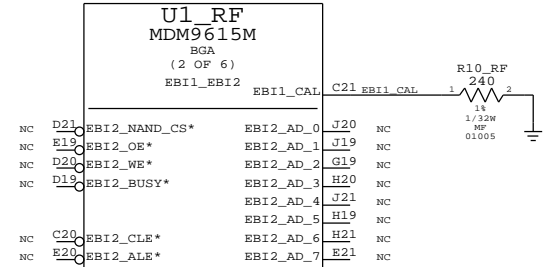 U1_RF
MDM9615M
BGA
(2 OF 6)
EBI1_EBI2
EBI1_CAL C21 EBI1_CAL
R10_RF
240
1 2
1%
1/32W
MF
01005
NC D21 EBI2_NAND_CS* EBI2_AD_0 J20 NC
NC E19 EBI2_OE* EBI2_AD_1 J19 NC
NC D20 EBI2_WE* EBI2_AD_2 G19 NC
NC D19 EBI2_BUSY* EBI2_AD_3 H20 NC
EBI2_AD_4 J21 NC
EBI2_AD_5 H19 NC
NC C20 EBI2_CLE* EBI2_AD_6 H21 NC
NC E20 EBI2_ALE* EBI2_AD_7 E21 NC